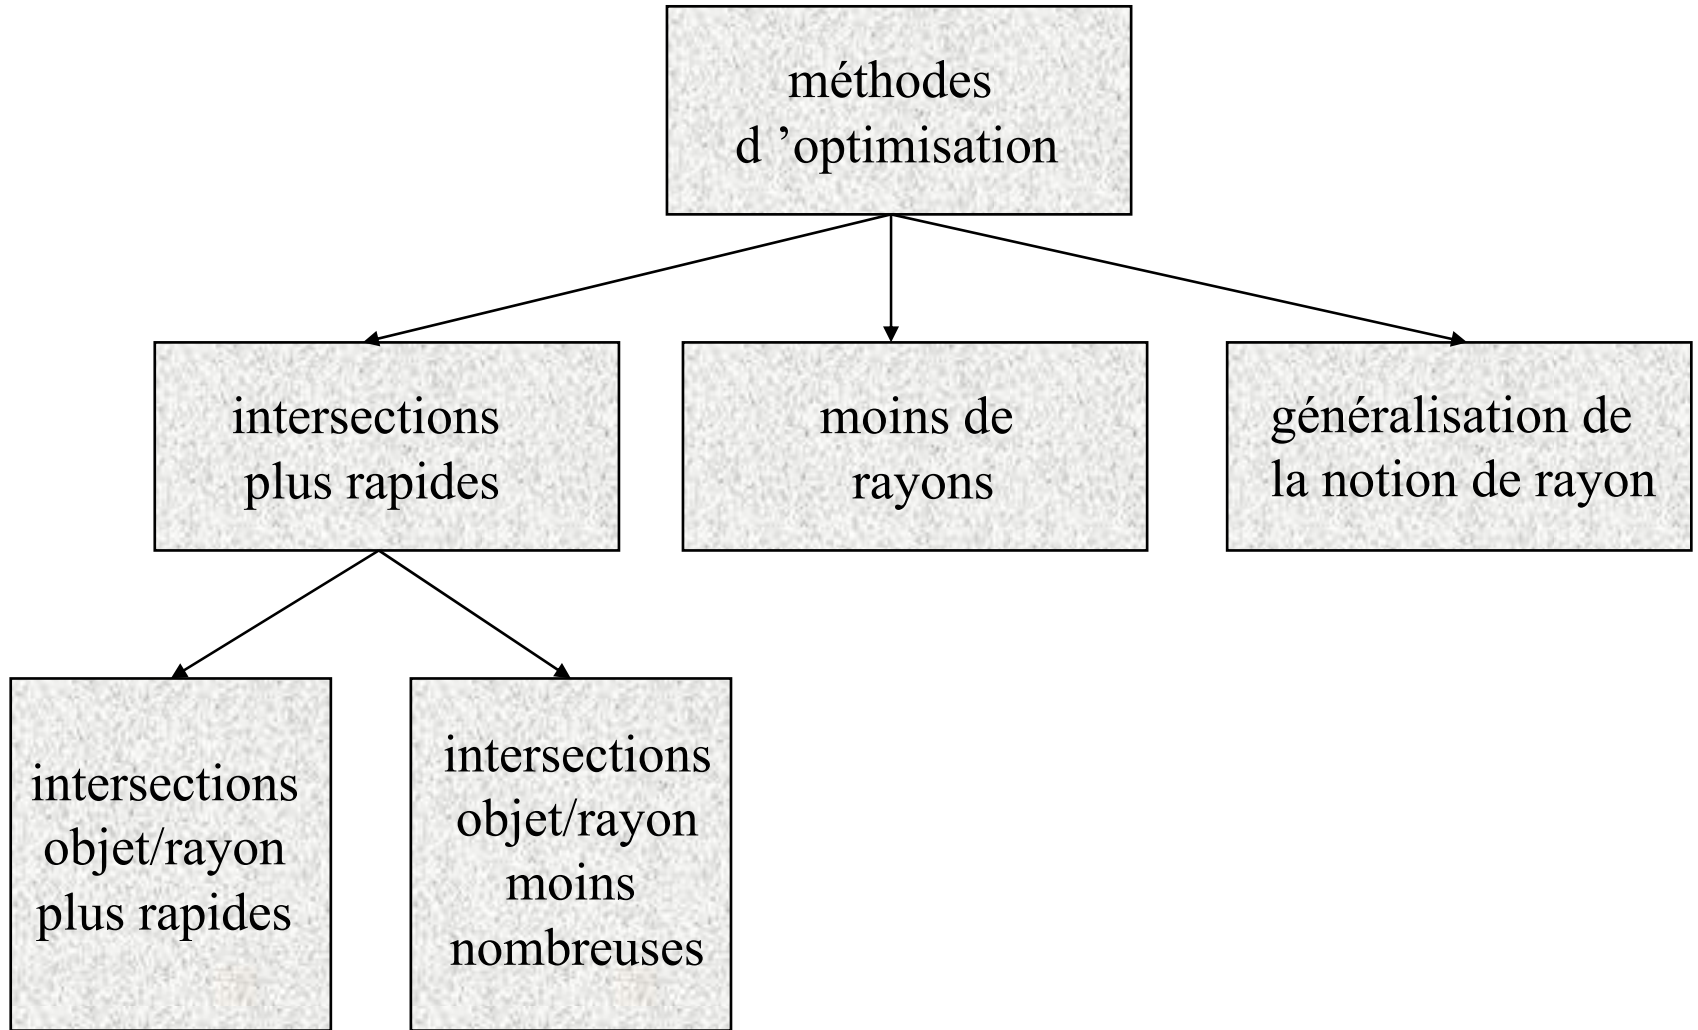 méthodes
d ’optimisation
intersections
plus rapides
moins de
rayons
généralisation de
la notion de rayon
intersections
objet/rayon
plus rapides
intersections
objet/rayon
moins
nombreuses